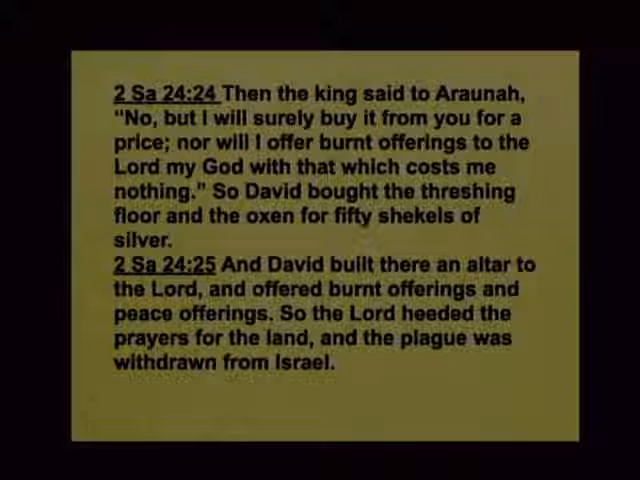 2 Sa 24:24 Then the king said to Araunah,
“No, but I will surely buy it from you for a
price; nor will I offer burnt offerings to the
Lord my God with that which costs me
nothing.” So David bought the threshing
floor and the oxen for fifty shekels of
silver.
2 Sa 24:25 And David built there an altar to
the Lord, and offered burnt offerings and
peace offerings. So the Lord heeded the
prayers for the land, and the plague was
withdrawn from Israel.